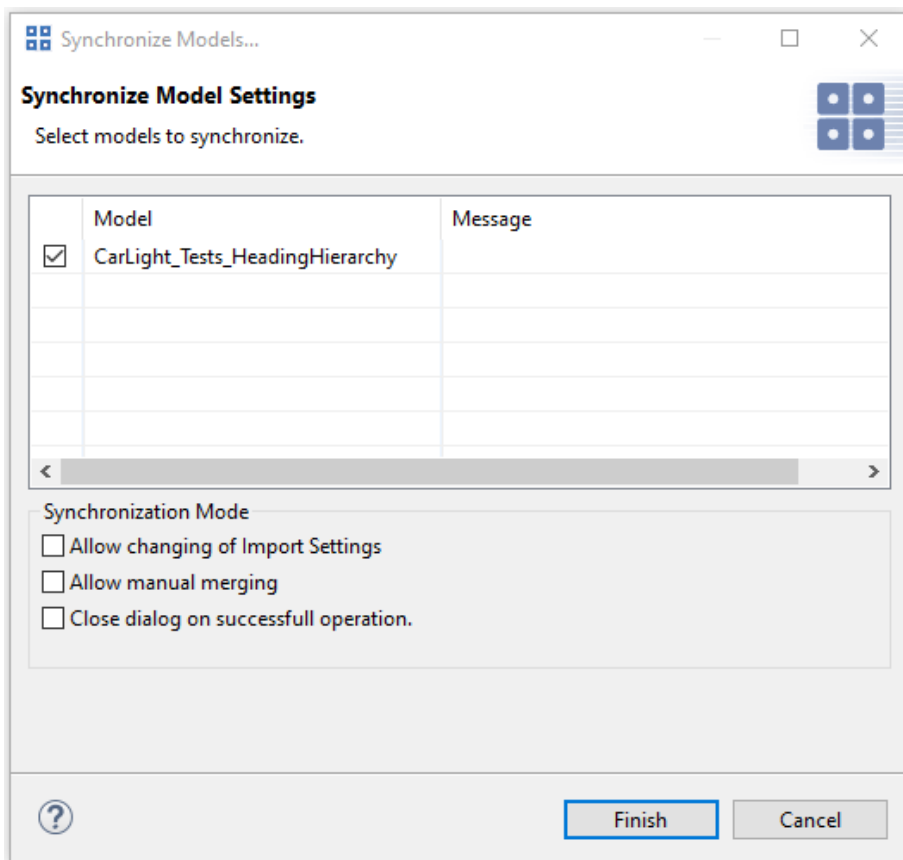 Synchronize Models...
Synchronize Model Settings
Select models to synchronize.
Model Message
CarLight_Tests_HeadingHierarchy
Synchronization Mode
Allow changing of Import Settings
Allow manual merging
Close dialog on successfull operation.
?
Finish Cancel